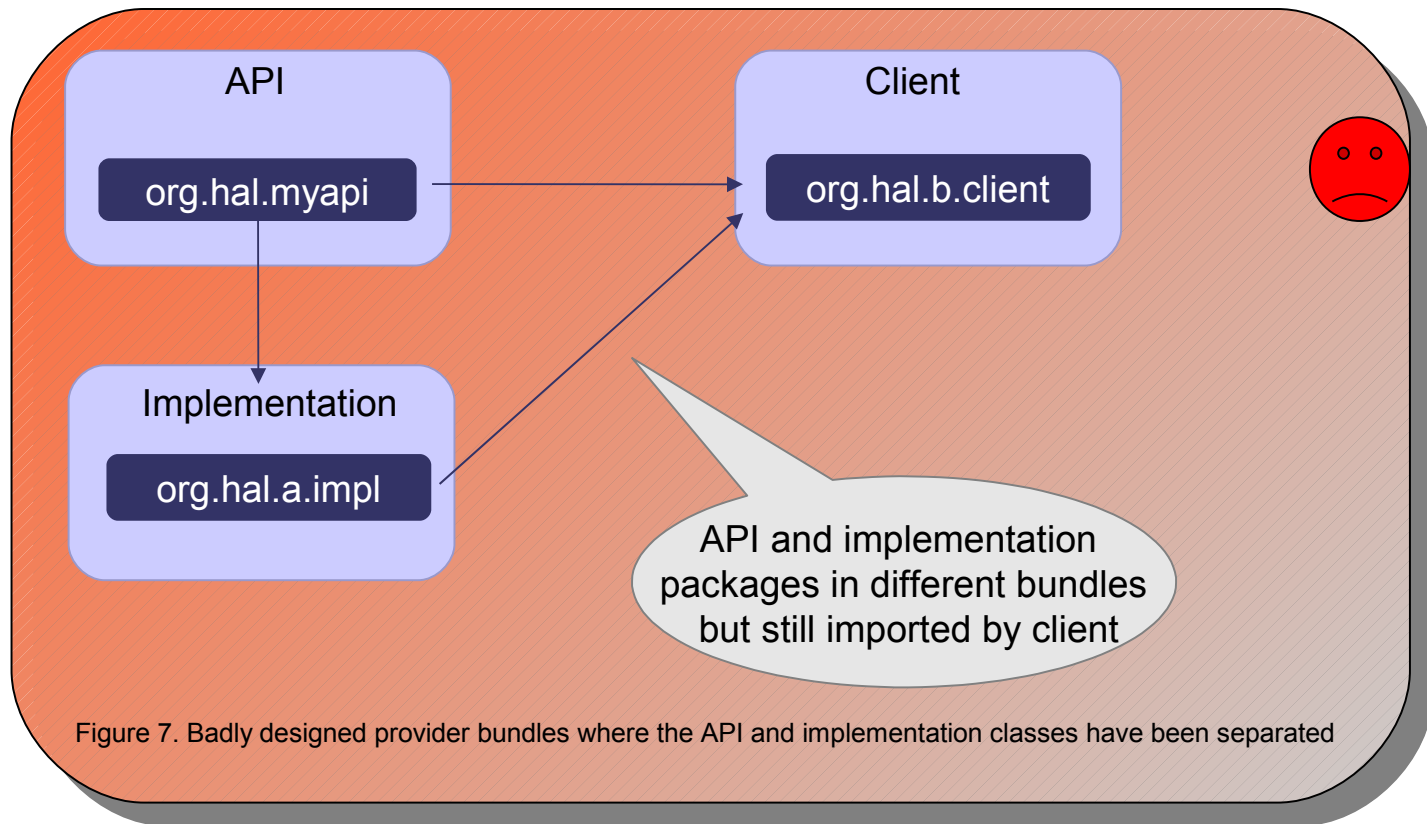 API
Client
org.hal.myapi
org.hal.b.client
Implementation
org.hal.a.impl
API and implementation
packages in different bundles
but still imported by client
Figure 7. Badly designed provider bundles where the API and implementation classes have been separated